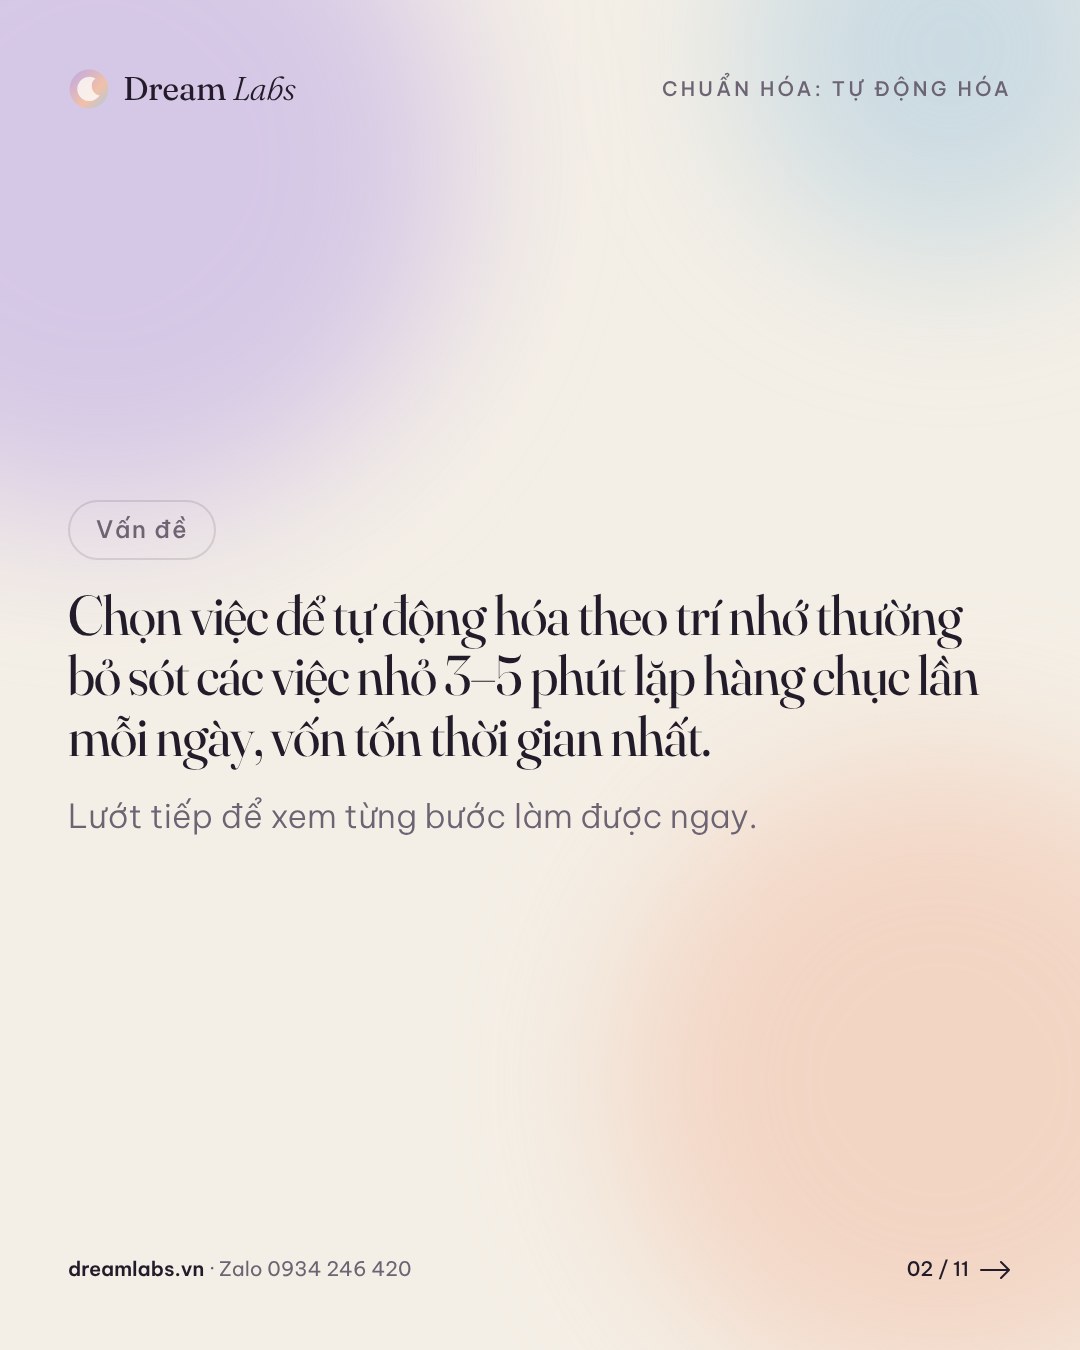 Dream Labs
CHUẨN HÓA: TỰ ĐỘNG HÓA
Vấn đề
Chọn việc để tự động hóa theo trí nhớ thường
bỏ sót các việc nhỏ 3–5 phút lặp hàng chục lần
mỗi ngày, vốn tốn thời gian nhất.
Lướt tiếp để xem từng bước làm được ngay.
dreamlabs.vn · Zalo 0934 246 420
02 / 11 →